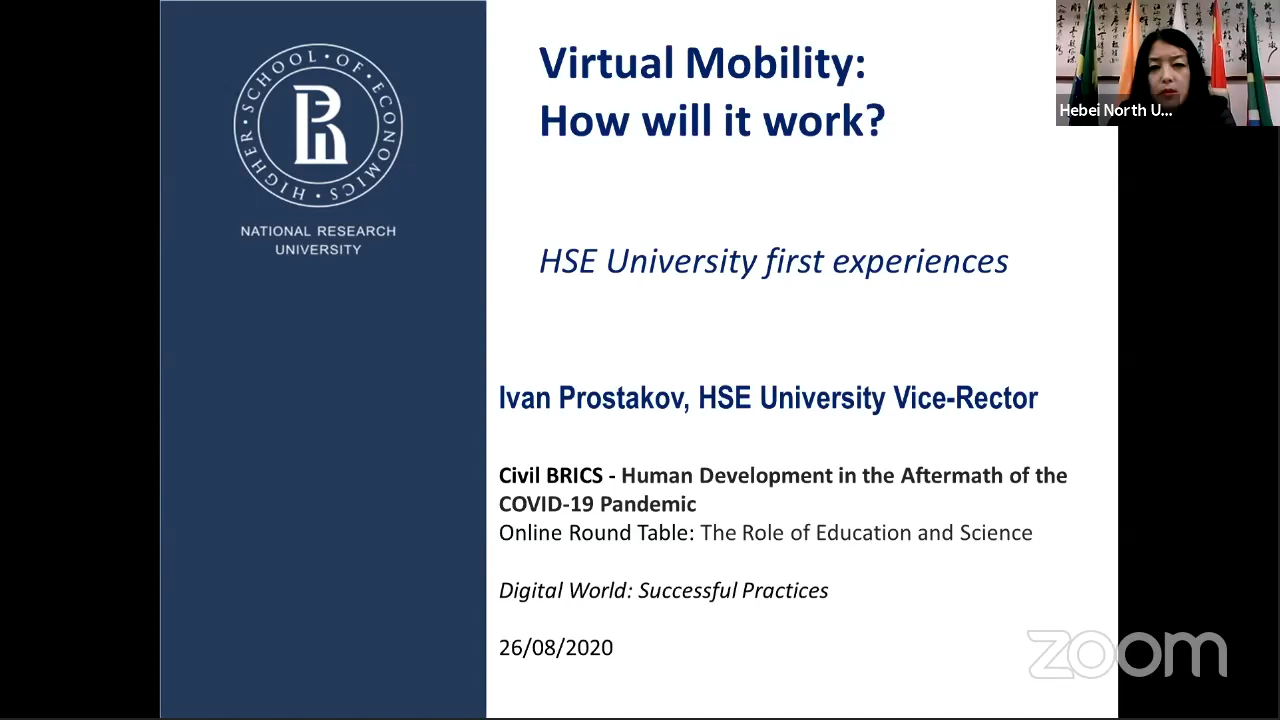 HIGHER · SCHOOL · OF · ECONOMICS ·
NATIONAL RESEARCH
UNIVERSITY
Virtual Mobility:
How will it work?
HSE University first experiences
Ivan Prostakov, HSE University Vice-Rector
Civil BRICS - Human Development in the Aftermath of the
COVID-19 Pandemic
Online Round Table: The Role of Education and Science
Digital World: Successful Practices
26/08/2020
Hebei North U...
zoom